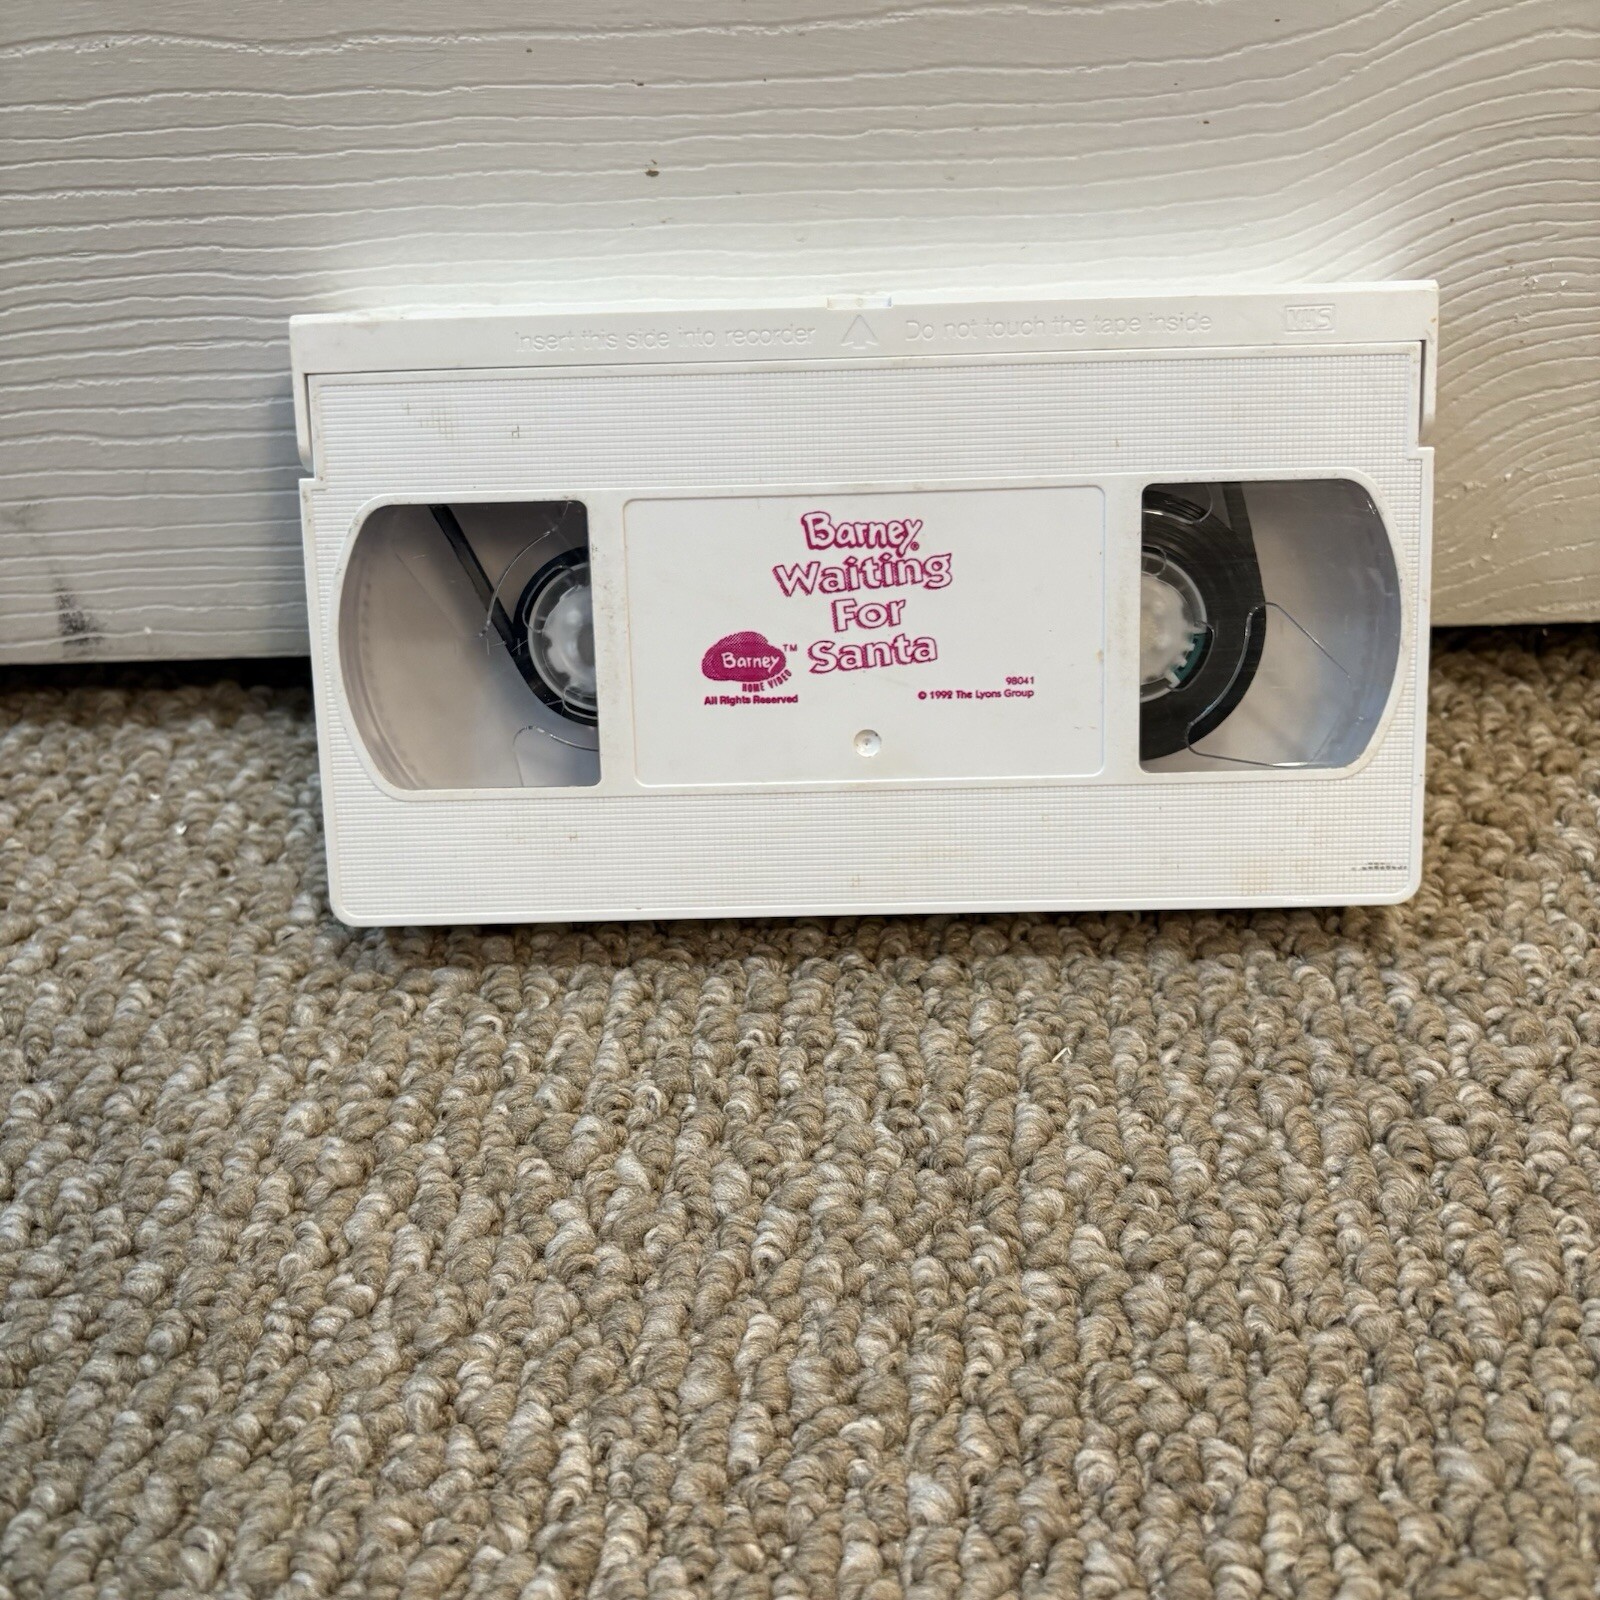 Insert this side into recorder Do not touch the tape inside VHS
Barney
Waiting
For
Santa
Barney™
HOME VIDEO
All Rights Reserved
98041
© 1992 The Lyons Group